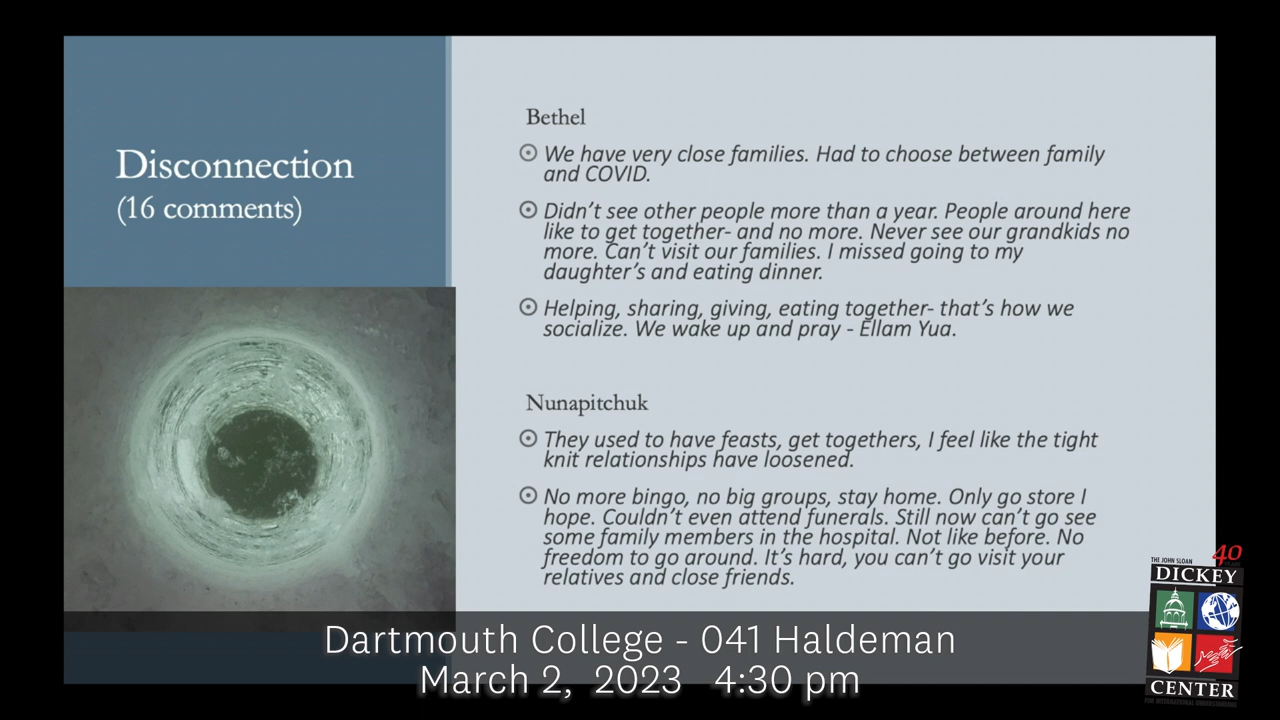 Disconnection
(16 comments)
Bethel
We have very close families. Had to choose between family
and COVID.
Didn't see other people more than a year. People around here
like to get together- and no more. Never see our grandkids no
more. Can't visit our families. I missed going to my
daughter's and eating dinner.
Helping, sharing, giving, eating together- that's how we
socialize. We wake up and pray - Ellam Yua.
Nunapitchuk
They used to have feasts, get togethers, I feel like the tight
knit relationships have loosened.
No more bingo, no big groups, stay home. Only go store I
hope. Couldn't even attend funerals. Still now can't go see
some family members in the hospital. Not like before. No
freedom to go around. It's hard, you can't go visit your
relatives and close friends.
Dartmouth College - 041 Haldeman
March 2, 2023 4:30 pm
40
THE JOHN SLOAN
DICKEY
CENTER
FOR INTERNATIONAL UNDERSTANDING